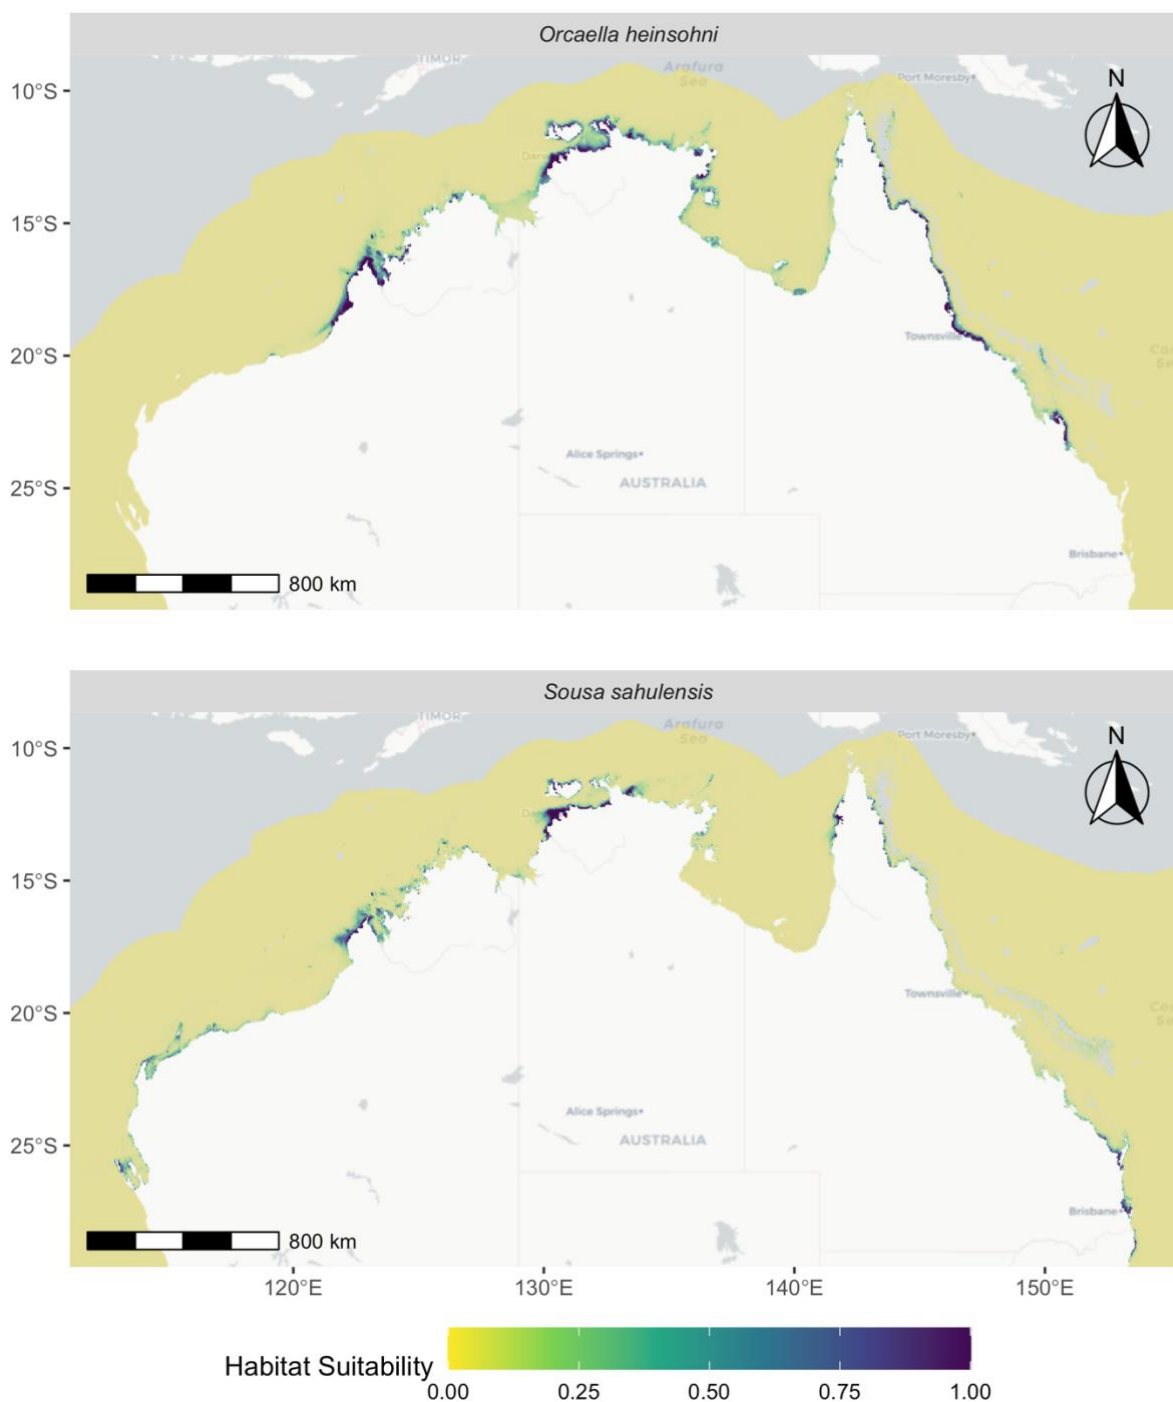 Orcaella heinsohni
TIMOR
Arafura
Sea
Port Moresby
N
10°S
15°S
Townsville
20°S
Alice Springs
AUSTRALIA
25°S
Brisbane
800 km
Sousa sahulensis
TIMOR
Arafura
Sea
Port Moresby
N
10°S
15°S
Townsville
20°S
Alice Springs
AUSTRALIA
25°S
Brisbane
800 km
120°E 130°E 140°E 150°E
Habitat Suitability
0.00 0.25 0.50 0.75 1.00